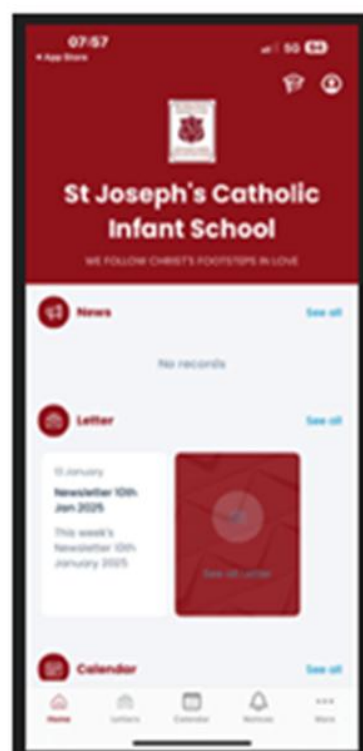 07:57
5G 84
◂ App Store
St Joseph's Catholic
Infant School
WE FOLLOW CHRIST'S FOOTSTEPS IN LOVE
News
See all
No records
Letter
See all
January
Newsletter 10th
Jan 2025
This week's
Newsletter 10th
January 2025
See all Letter
Calendar
See all
Home
Letters
Calendar
Notices
More